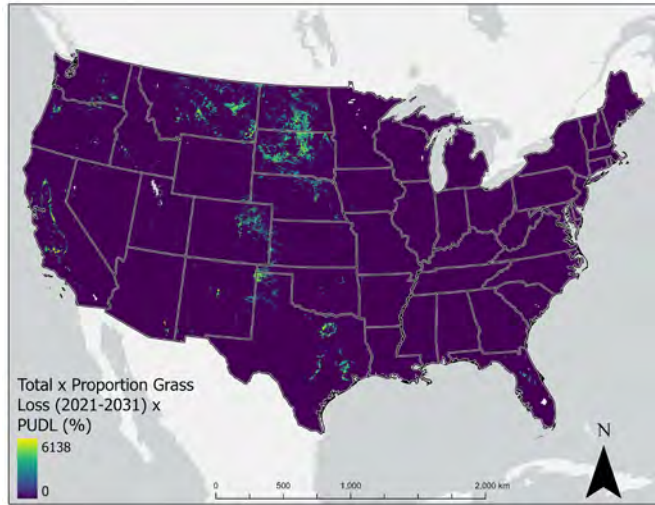 Total x Proportion Grass
Loss (2021-2031) x
PUDL (%)
6138
0
0 500 1,000 2,000 km
N